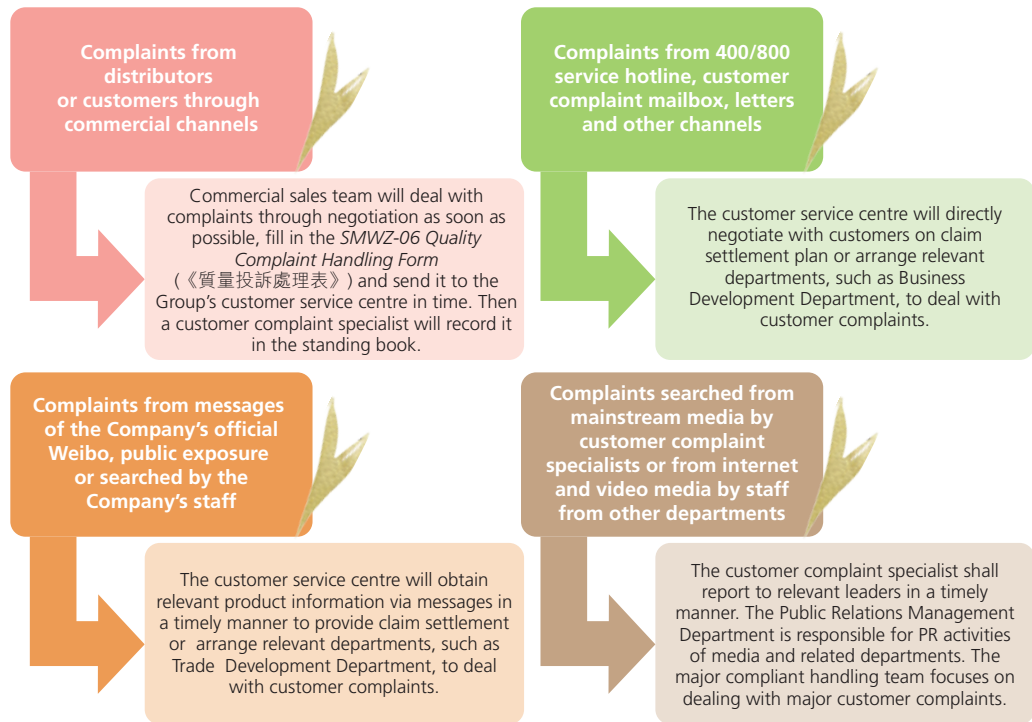 Complaints from
distributors
or customers through
commercial channels
Commercial sales team will deal with
complaints through negotiation as soon as
possible, fill in the SMWZ-06 Quality
Complaint Handling Form
(《質量投訴處理表》) and send it to the
Group's customer service centre in time. Then
a customer complaint specialist will record it
in the standing book.
Complaints from 400/800
service hotline, customer
complaint mailbox, letters
and other channels
The customer service centre will directly
negotiate with customers on claim
settlement plan or arrange relevant
departments, such as Business
Development Department, to deal with
customer complaints.
Complaints from messages
of the Company's official
Weibo, public exposure
or searched by the
Company's staff
The customer service centre will obtain
relevant product information via messages in
a timely manner to provide claim settlement
or arrange relevant departments, such as
Trade Development Department, to deal
with customer complaints.
Complaints searched from
mainstream media by
customer complaint
specialists or from internet
and video media by staff
from other departments
The customer complaint specialist shall
report to relevant leaders in a timely
manner. The Public Relations Management
Department is responsible for PR activities
of media and related departments. The
major compliant handling team focuses on
dealing with major customer complaints.